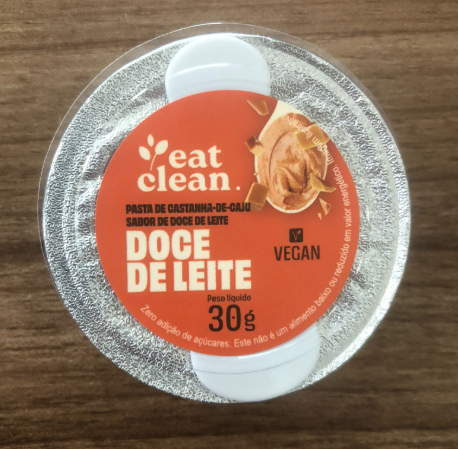 eat
clean.
PASTA DE CASTANHA-DE-CAJU
SABOR DE DOCE DE LEITE
DOCE
DE LEITE
VEGAN
Peso líquido
30g
Zero adição de açúcares. Este não é um alimento baixo ou reduzido em valor energético.